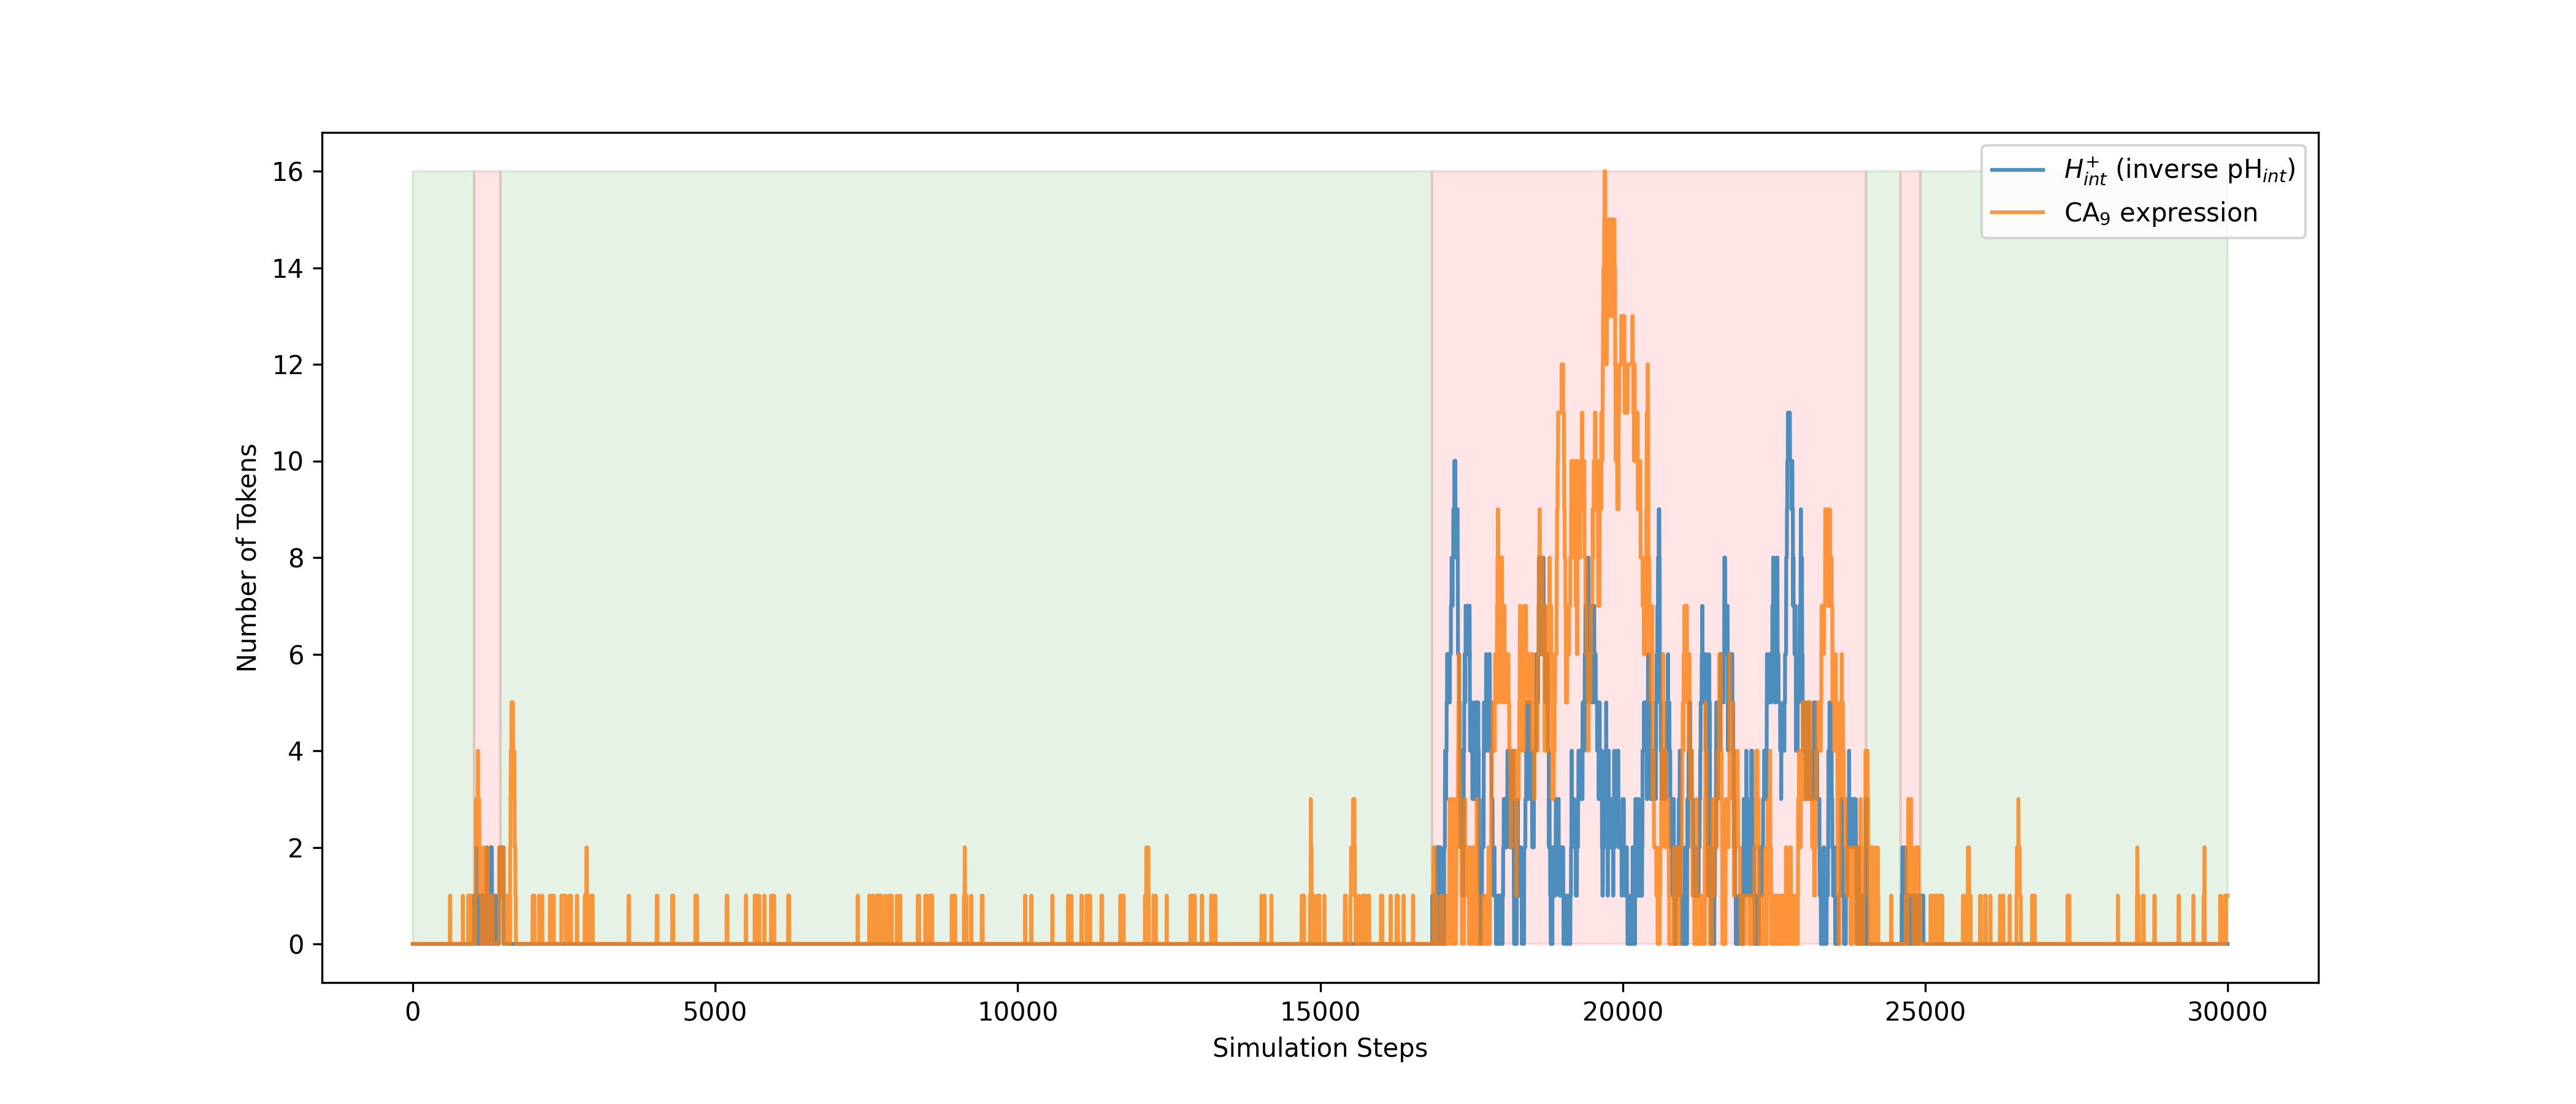 H⁺int (inverse pHint)
CA₉ expression
16
14
12
10
8
6
4
2
0
Number of Tokens
0 5000 10000 15000 20000 25000 30000
Simulation Steps